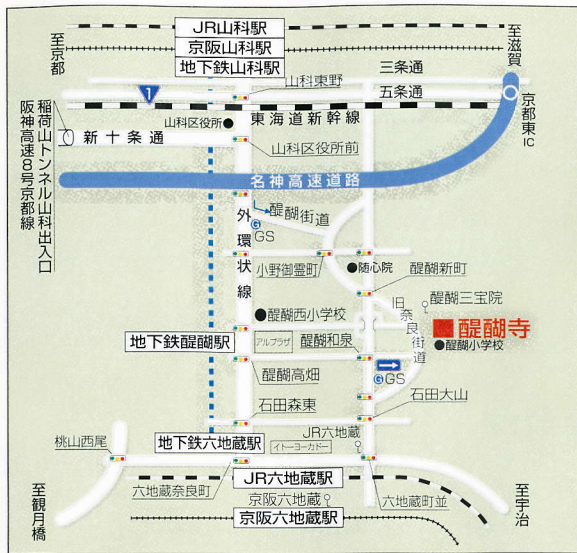 JR山科駅
京阪山科駅
地下鉄山科駅
至京都
至滋賀
三条通
五条通
1
山科東野
東海道新幹線
京都東IC
稲荷山トンネル山科出入口
阪神高速8号京都線
新十条通
山科区役所
山科区役所前
名神高速道路
外環状線
醍醐街道
G
GS
小野御霊町
随心院
醍醐新町
旧奈良街道
醍醐三宝院
醍醐西小学校
醍醐寺
地下鉄醍醐駅
アルプラザ
醍醐和泉
醍醐小学校
醍醐高畑
G
GS
石田森東
石田大山
地下鉄六地蔵駅
JR六地蔵
イトーヨーカドー
桃山西尾
六地蔵奈良町
JR六地蔵駅
六地蔵町並
京阪六地蔵
京阪六地蔵駅
至観月橋
至宇治